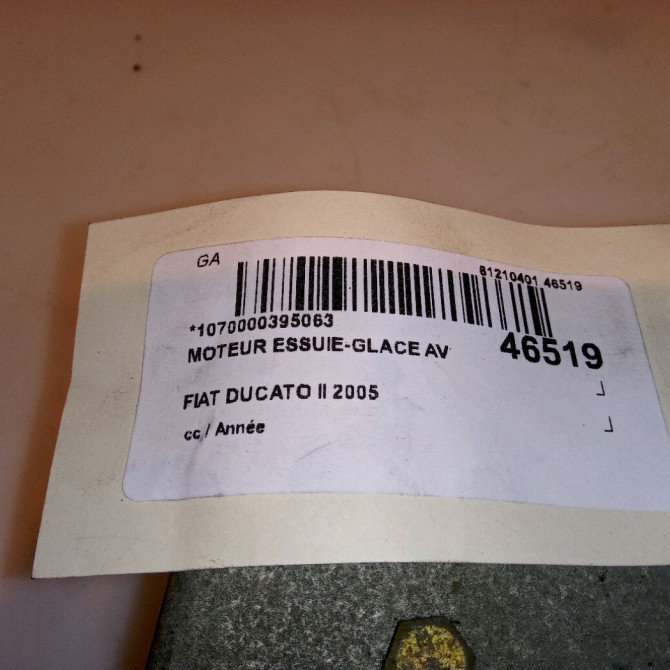 GA
81210401 46519
*1070000395063
MOTEUR ESSUIE-GLACE AV
46519
FIAT DUCATO II 2005
cc / Année